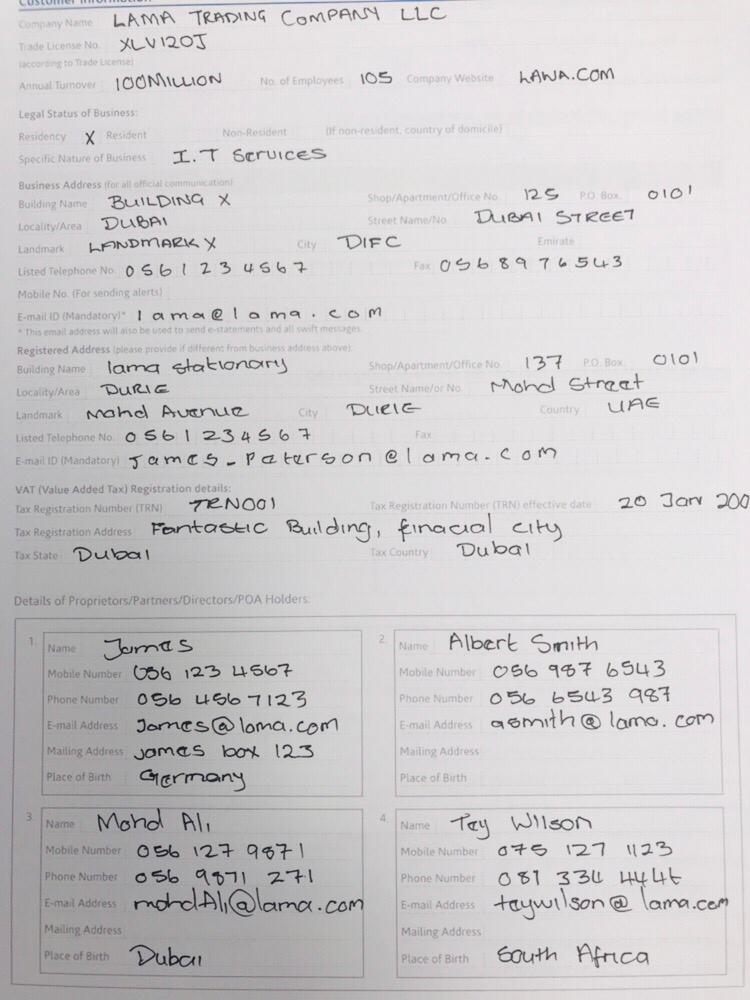 Customer Information
Company Name LAMA TRADING COMPANY LLC
Trade License No. XLV120J
(according to Trade License)
Annual Turnover 100MILLION No. of Employees 105 Company Website LAWA.COM
Legal Status of Business:
Residency X Resident Non-Resident (If non-resident, country of domicile)
Specific Nature of Business I.T Services
Business Address (for all official communication)
Building Name BUILDING X Shop/Apartment/Office No. 125 P.O. Box. 0101
Locality/Area DUBAI Street Name/No. DUBAI STREET
Landmark LANDMARK X City DIFC Emirate
Listed Telephone No. 0561234567 Fax 0568976543
Mobile No. (For sending alerts)
E-mail ID (Mandatory)* lama@lama.com
* This email address will also be used to send e-statements and all swift messages.
Registered Address (please provide if different from business address above):
Building Name lama stationary Shop/Apartment/Office No. 137 P.O. Box. 0101
Locality/Area DURIE Street Name/or No. Mohd Street
Landmark Mohd Avenue City DURIE Country UAE
Listed Telephone No. 0561234567 Fax
E-mail ID (Mandatory) James_Paterson@lama.com
VAT (Value Added Tax) Registration details:
Tax Registration Number (TRN) TRN001 Tax Registration Number (TRN) effective date 20 Jan 200
Tax Registration Address Fantastic Building, finacial city
Tax State Dubai Tax Country Dubai
Details of Proprietors/Partners/Directors/POA Holders:
1. Name James
Mobile Number 056 123 4567
Phone Number 056 456 7123
E-mail Address James@lama.com
Mailing Address james box 123
Place of Birth Germany
2. Name Albert Smith
Mobile Number 056 987 6543
Phone Number 056 6543 987
E-mail Address asmith@lama.com
Mailing Address
Place of Birth
3. Name Mohd Ali
Mobile Number 056 127 9871
Phone Number 056 9871 271
E-mail Address mohdAli@lama.com
Mailing Address
Place of Birth Dubai
4. Name Tey Wilson
Mobile Number 075 127 1123
Phone Number 081 334 444t
E-mail Address teywilson@lama.com
Mailing Address
Place of Birth South Africa